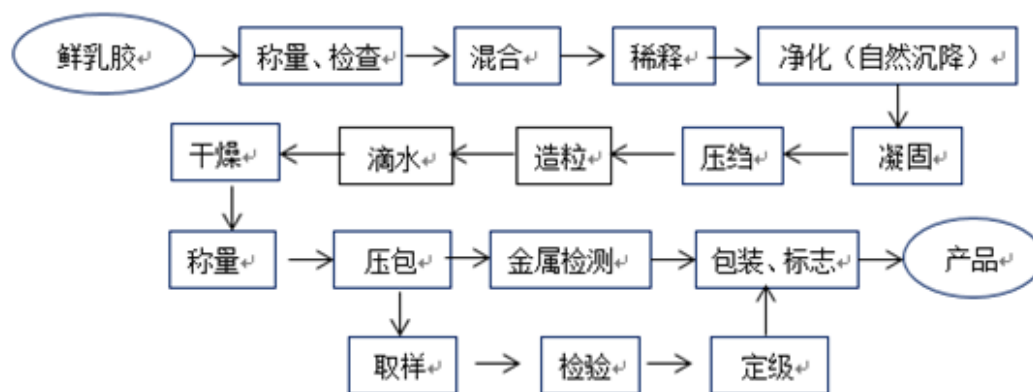 鲜乳胶
称量、检查
混合
稀释
净化（自然沉降）
凝固
压绉
造粒
滴水
干燥
称量
压包
金属检测
包装、标志
产品
取样
检验
定级